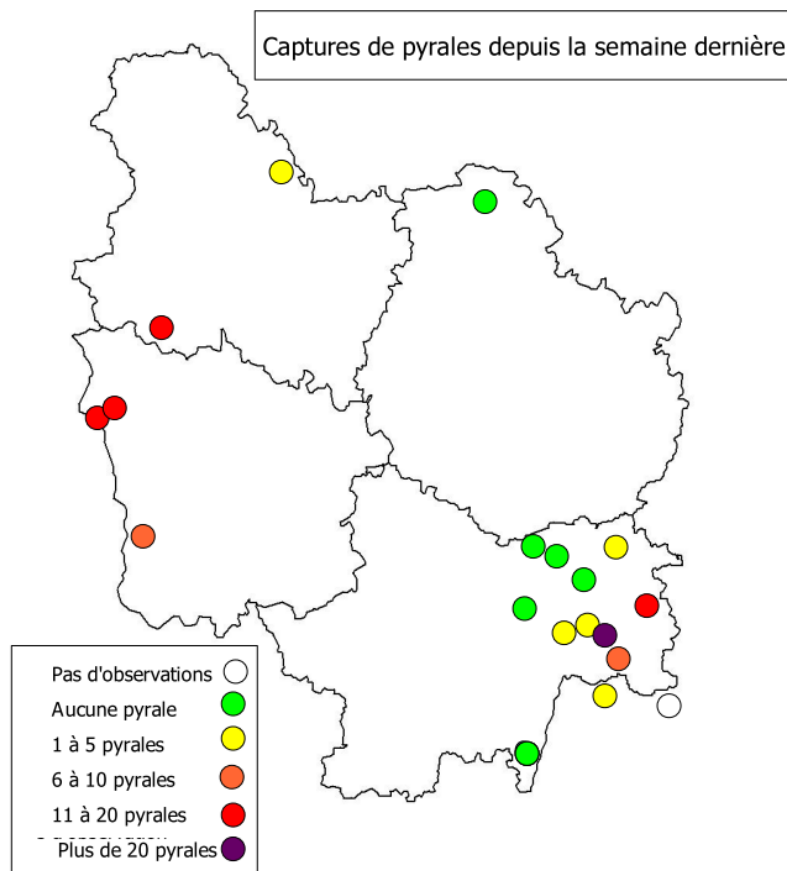 Captures de pyrales depuis la semaine dernière
Pas d'observations
Aucune pyrale
1 à 5 pyrales
6 à 10 pyrales
11 à 20 pyrales
Plus de 20 pyrales